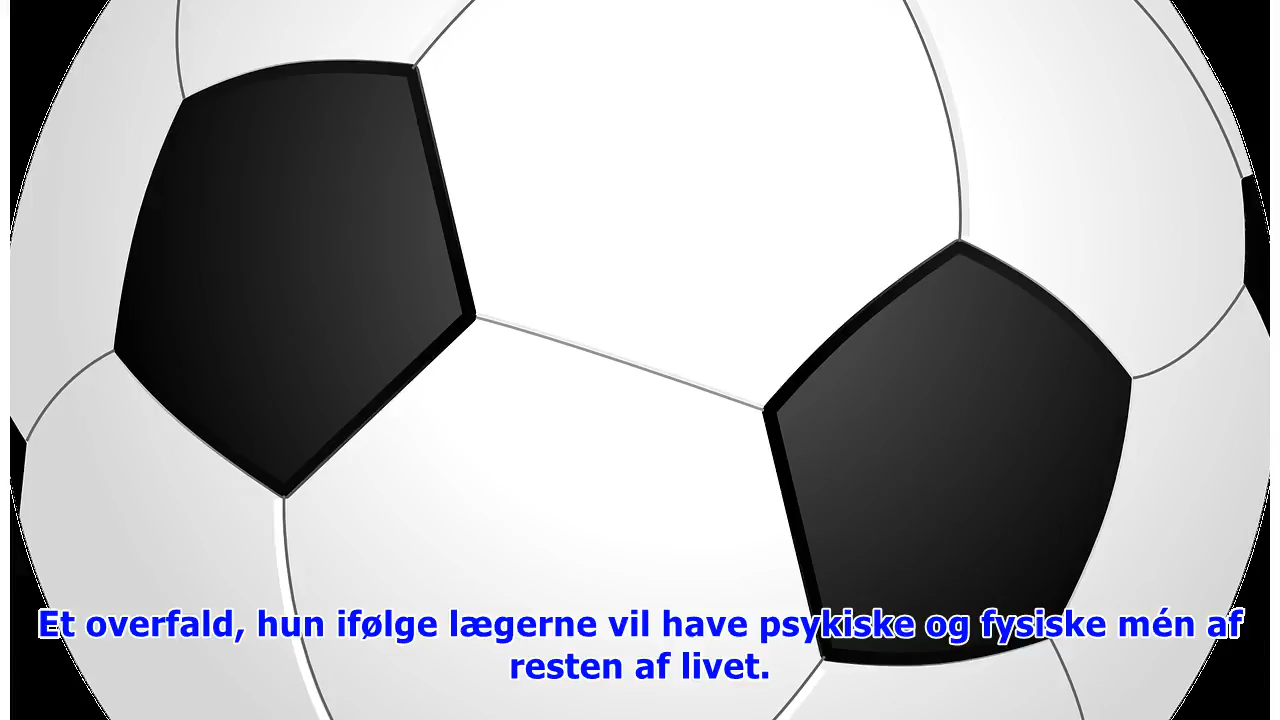 Et overfald, hun ifølge lægerne vil have psykiske og fysiske mén af
resten af livet.